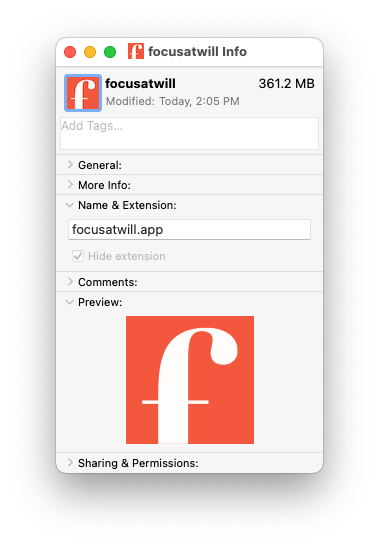 focusatwill Info
focusatwill 361.2 MB
Modified: Today, 2:05 PM
Add Tags...
General:
More Info:
Name & Extension:
focusatwill.app
Hide extension
Comments:
Preview:
f
Sharing & Permissions: